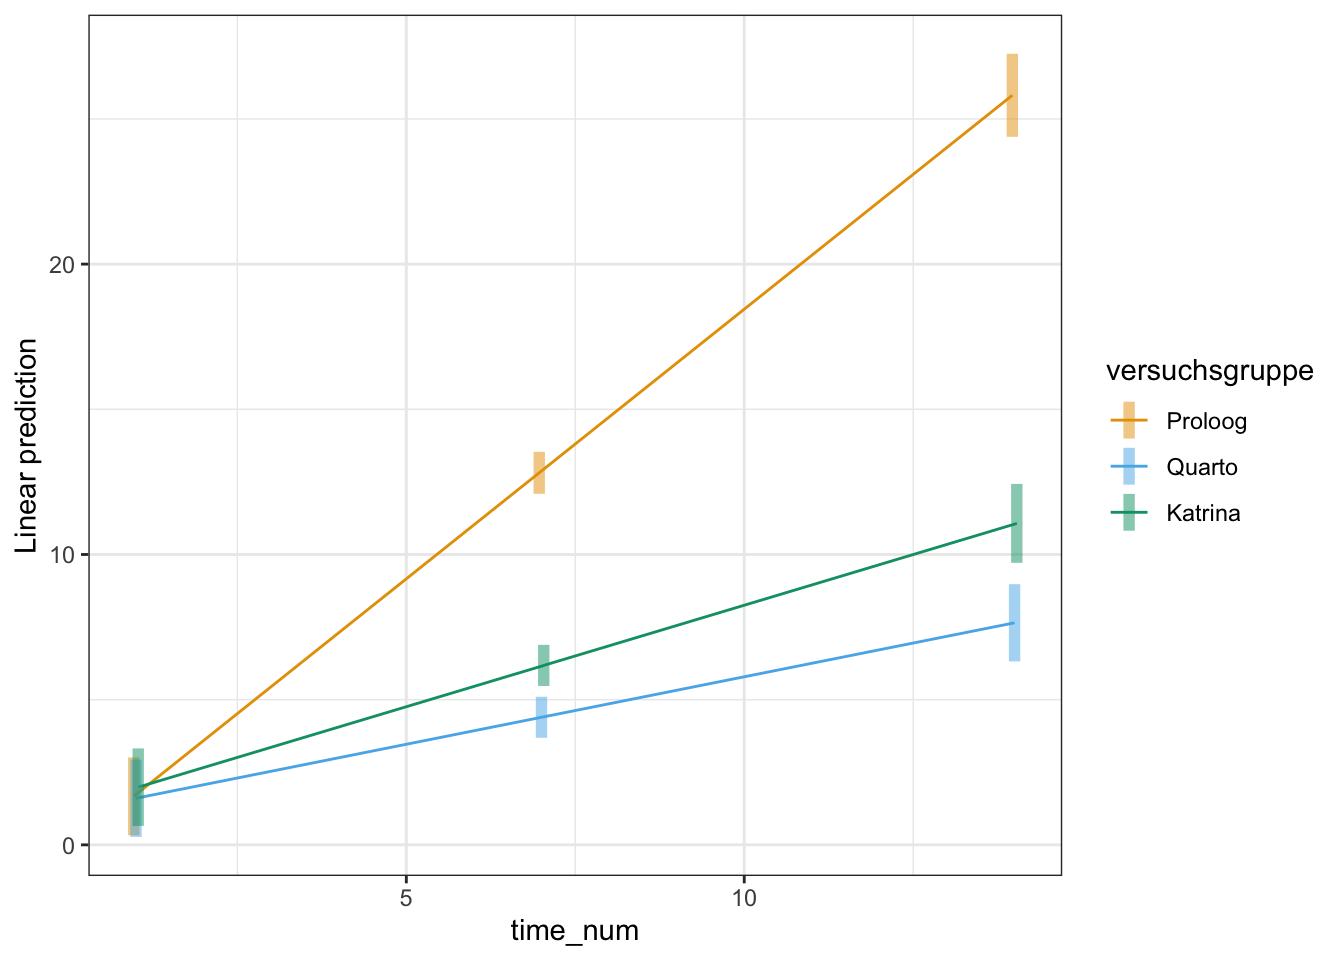 Linear prediction
20
10
0
5
10
time_num
versuchsgruppe
Proloog
Quarto
Katrina